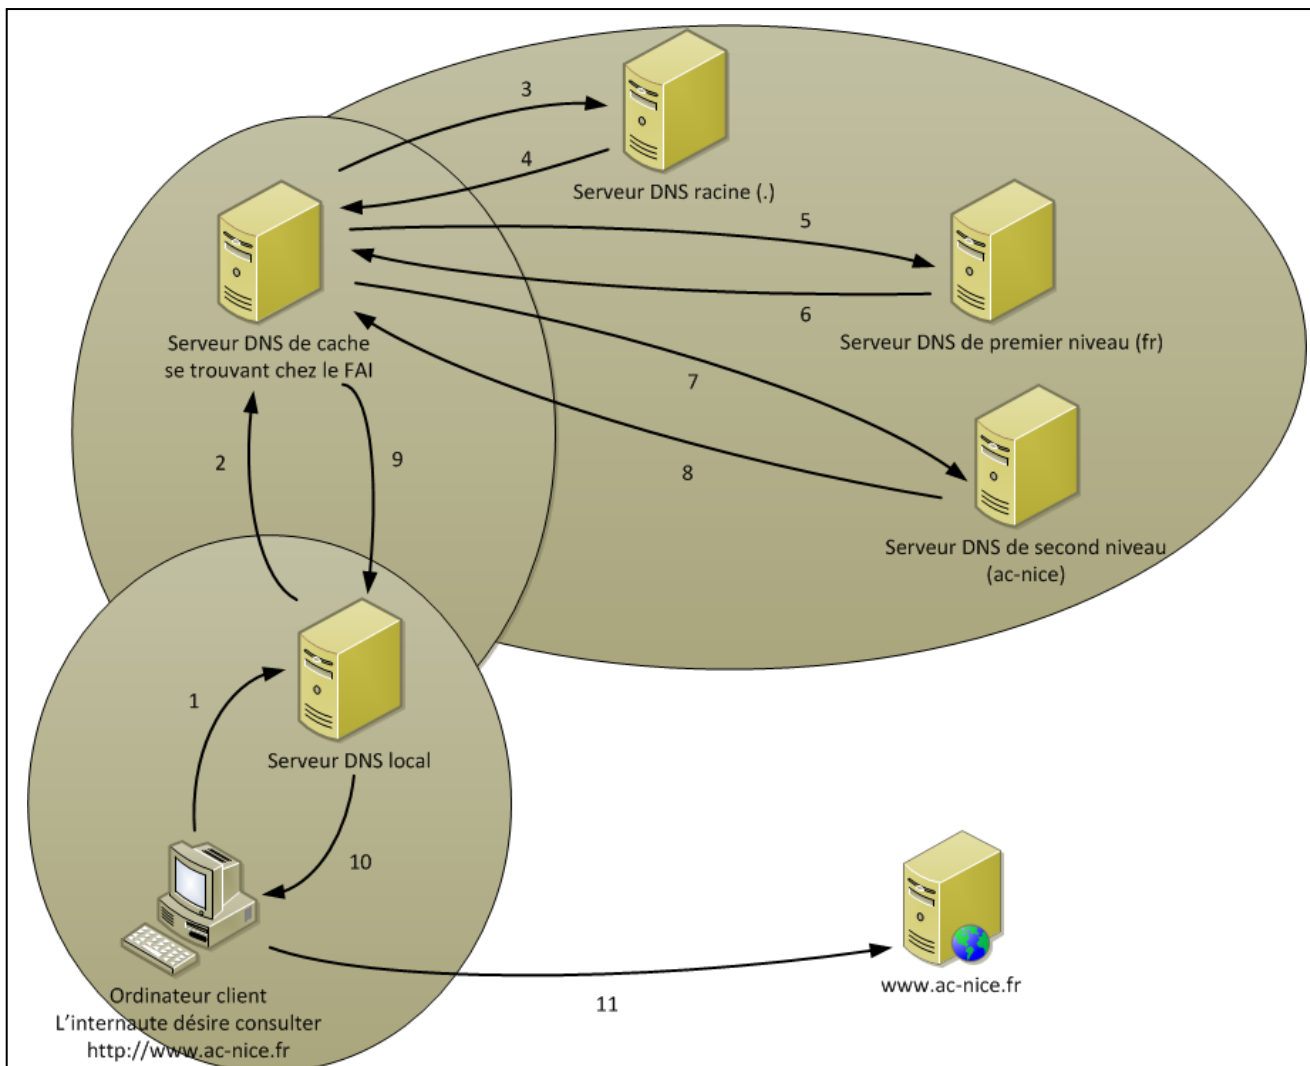 3
4
Serveur DNS racine (.)
5
6
Serveur DNS de premier niveau (fr)
Serveur DNS de cache
se trouvant chez le FAI
7
8
Serveur DNS de second niveau
(ac-nice)
2
9
1
Serveur DNS local
10
Ordinateur client
L'internaute désire consulter
http://www.ac-nice.fr
11
www.ac-nice.fr